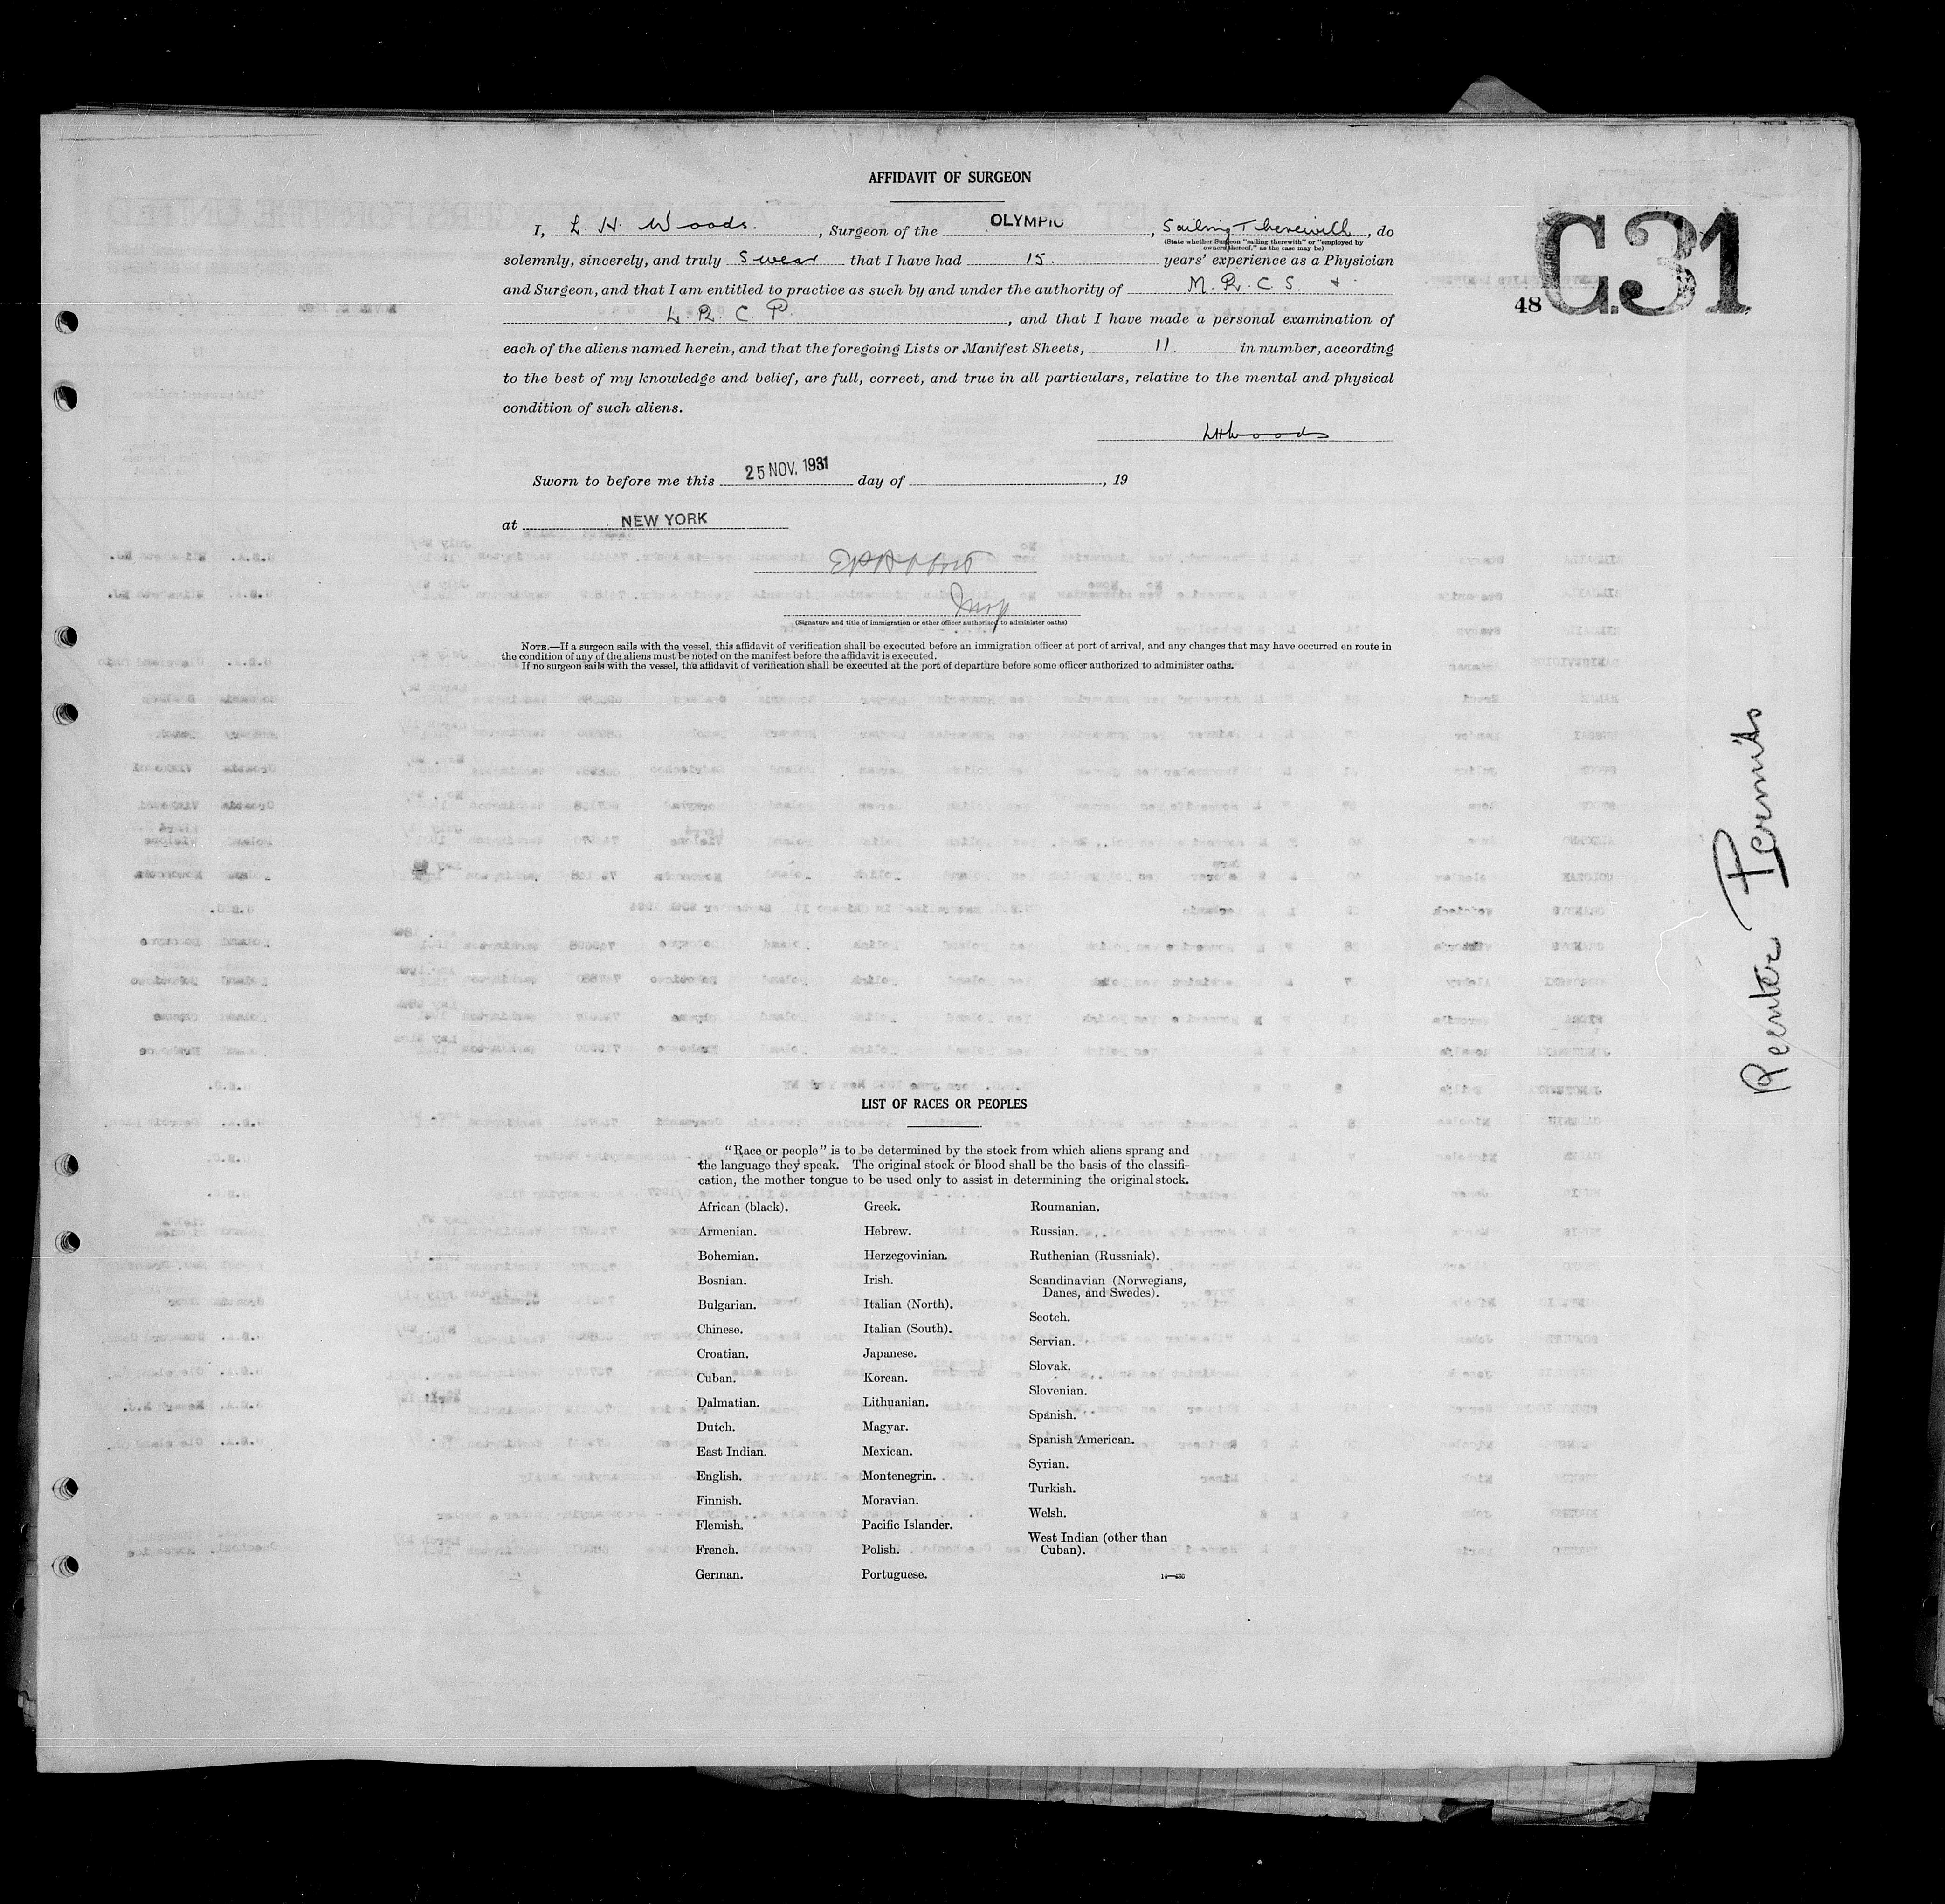 AFFIDAVIT OF SURGEON
I, L. H. Woods., Surgeon of the OLYMPIC, Sailing Therewith, do
(State whether Surgeon "sailing therewith" or "employed by
owners thereof," as the case may be)
solemnly, sincerely, and truly Swear that I have had 15. years' experience as a Physician
and Surgeon, and that I am entitled to practice as such by and under the authority of M. R. C. S. +
L. R. C. P., and that I have made a personal examination of
each of the aliens named herein, and that the foregoing Lists or Manifest Sheets, 11. in number, according
to the best of my knowledge and belief, are full, correct, and true in all particulars, relative to the mental and physical
condition of such aliens.
LHWoods
Sworn to before me this 25 NOV. 1931 day of , 19
at NEW YORK
Insp
(Signature and title of immigration or other officer authorized to administer oaths)
NOTE.—If a surgeon sails with the vessel, this affidavit of verification shall be executed before an immigration officer at port of arrival, and any changes that may have occurred en route in
the condition of any of the aliens must be noted on the manifest before the affidavit is executed.
If no surgeon sails with the vessel, the affidavit of verification shall be executed at the port of departure before some officer authorized to administer oaths.
48 C.31
Reenter Permits
LIST OF RACES OR PEOPLES
"Race or people" is to be determined by the stock from which aliens sprang and
the language they speak. The original stock or blood shall be the basis of the classifi-
cation, the mother tongue to be used only to assist in determining the original stock.
African (black).
Armenian.
Bohemian.
Bosnian.
Bulgarian.
Chinese.
Croatian.
Cuban.
Dalmatian.
Dutch.
East Indian.
English.
Finnish.
Flemish.
French.
German.
Greek.
Hebrew.
Herzegovinian.
Irish.
Italian (North).
Italian (South).
Japanese.
Korean.
Lithuanian.
Magyar.
Mexican.
Montenegrin.
Moravian.
Pacific Islander.
Polish.
Portuguese.
Roumanian.
Russian.
Ruthenian (Russniak).
Scandinavian (Norwegians,
Danes, and Swedes).
Scotch.
Servian.
Slovak.
Slovenian.
Spanish.
Spanish American.
Syrian.
Turkish.
Welsh.
West Indian (other than
Cuban).
14—430